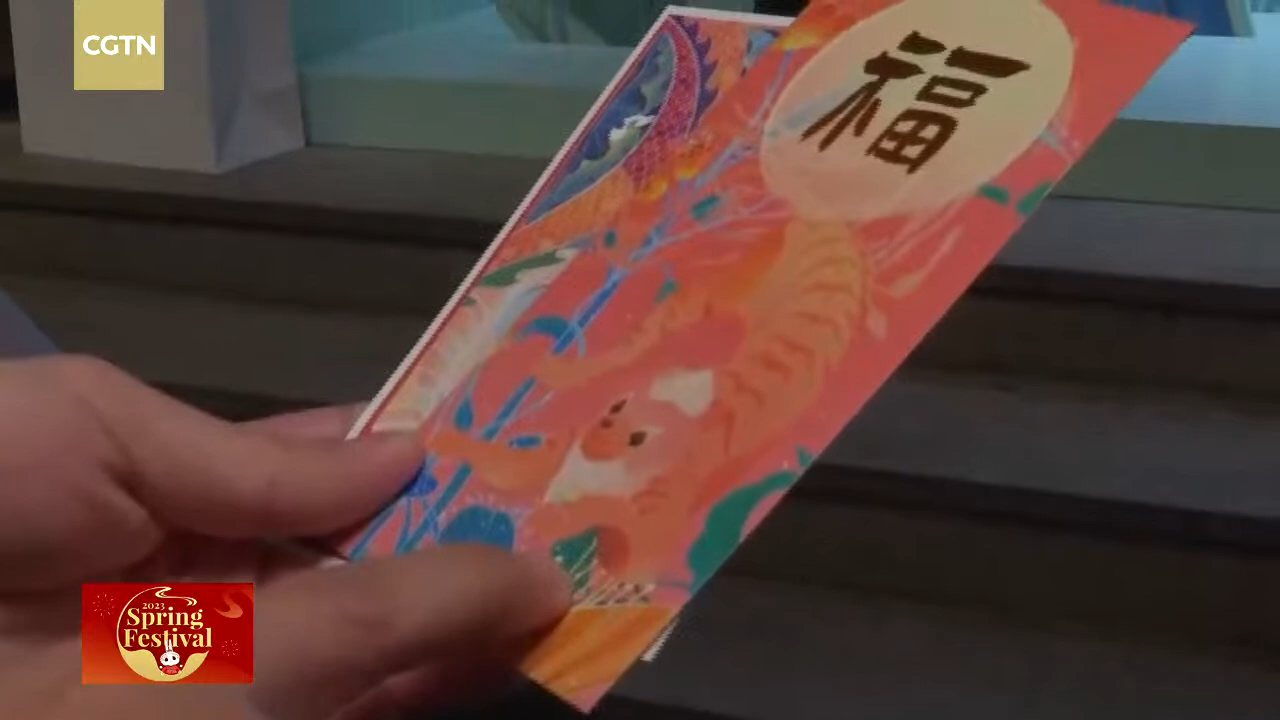 CGTN
福
2023
Spring
Festival